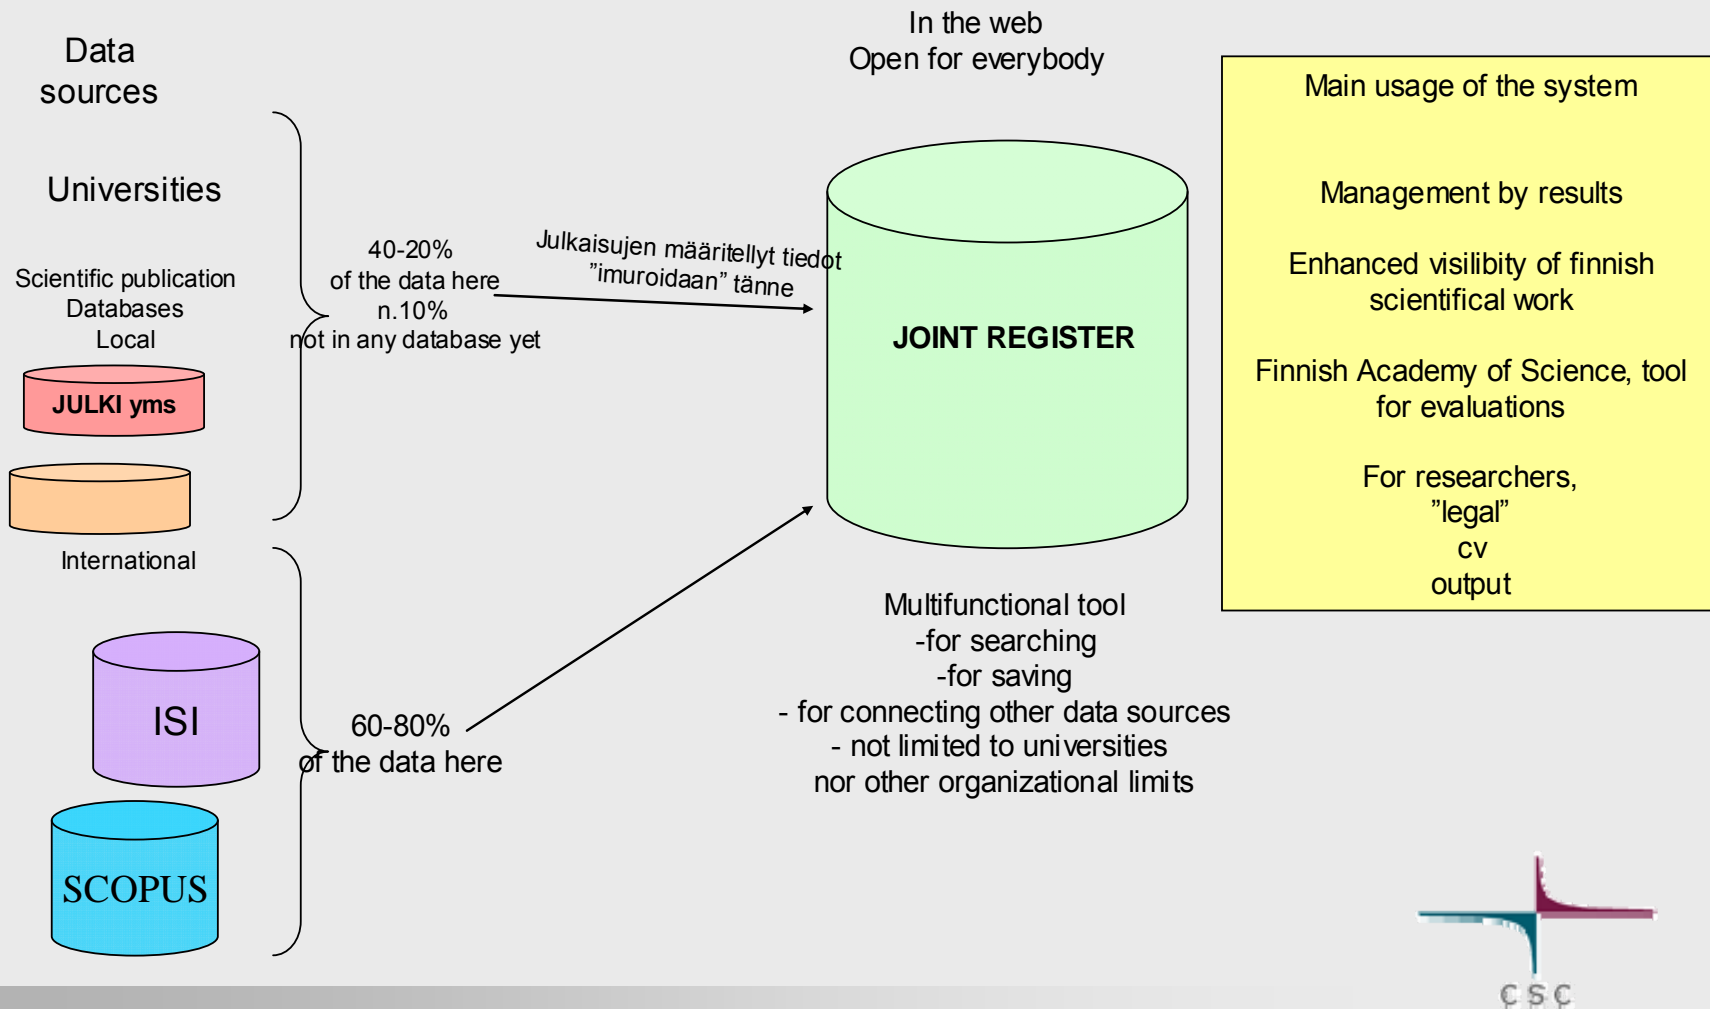 Data
sources
Universities
Scientific publication
Databases
Local
JULKI yms
International
ISI
SCOPUS
40-20%
of the data here
n.10%
not in any database yet
60-80%
of the data here
Julkaisujen määritellyt tiedot
"imuroidaan" tänne
In the web
Open for everybody
JOINT REGISTER
Multifunctional tool
-for searching
-for saving
- for connecting other data sources
- not limited to universities
nor other organizational limits
Main usage of the system
Management by results
Enhanced visilibity of finnish
scientifical work
Finnish Academy of Science, tool
for evaluations
For researchers,
"legal"
cv
output
CSC